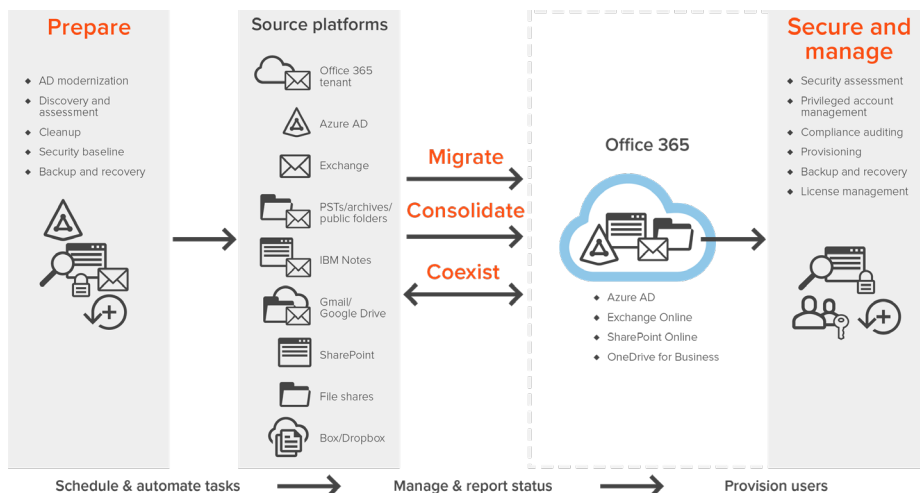 Prepare
◆ AD modernization
◆ Discovery and
assessment
◆ Cleanup
◆ Security baseline
◆ Backup and recovery
Source platforms
Office 365
tenant
Azure AD
Exchange
PSTs/archives/
public folders
IBM Notes
Gmail/
Google Drive
SharePoint
File shares
Box/Dropbox
Migrate
Consolidate
Coexist
Office 365
◆ Azure AD
◆ Exchange Online
◆ SharePoint Online
◆ OneDrive for Business
Secure and
manage
◆ Security assessment
◆ Privileged account
management
◆ Compliance auditing
◆ Provisioning
◆ Backup and recovery
◆ License management
Schedule & automate tasks
Manage & report status
Provision users